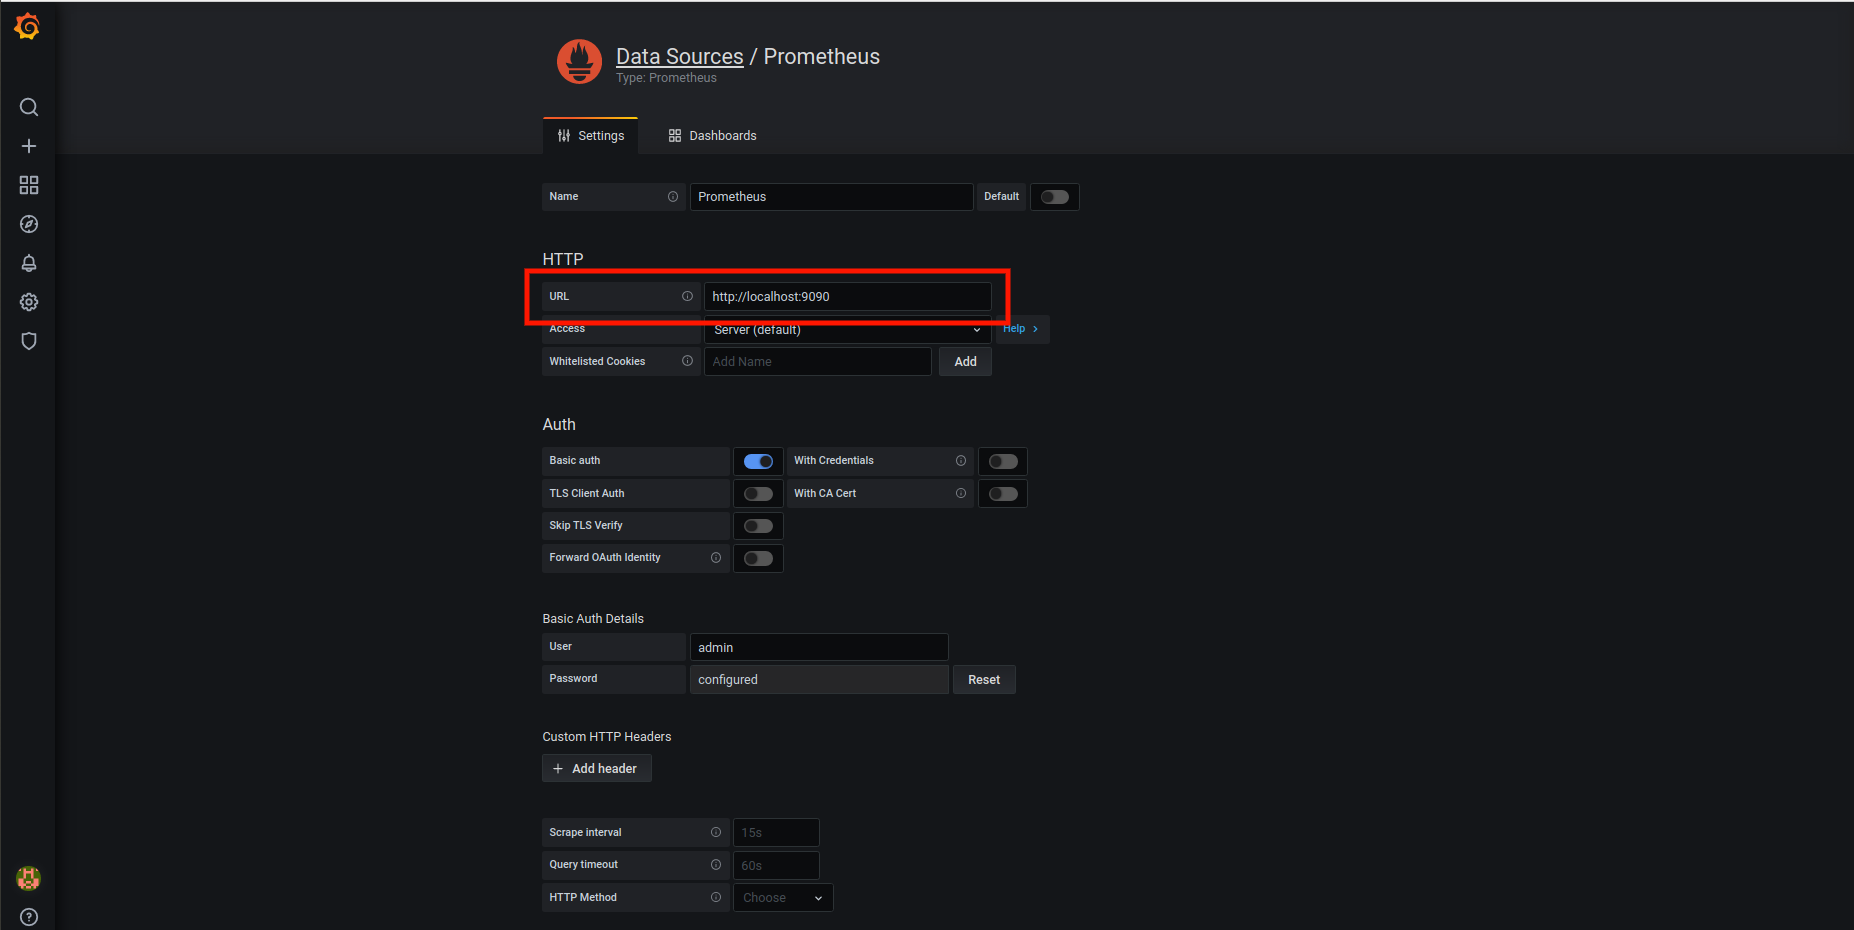 Data Sources / Prometheus
Type: Prometheus
Settings Dashboards
Name Prometheus Default
HTTP
URL http://localhost:9090
Access Server (default) Help
Whitelisted Cookies Add Name Add
Auth
Basic auth With Credentials
TLS Client Auth With CA Cert
Skip TLS Verify
Forward OAuth Identity
Basic Auth Details
User admin
Password configured Reset
Custom HTTP Headers
+ Add header
Scrape interval 15s
Query timeout 60s
HTTP Method Choose